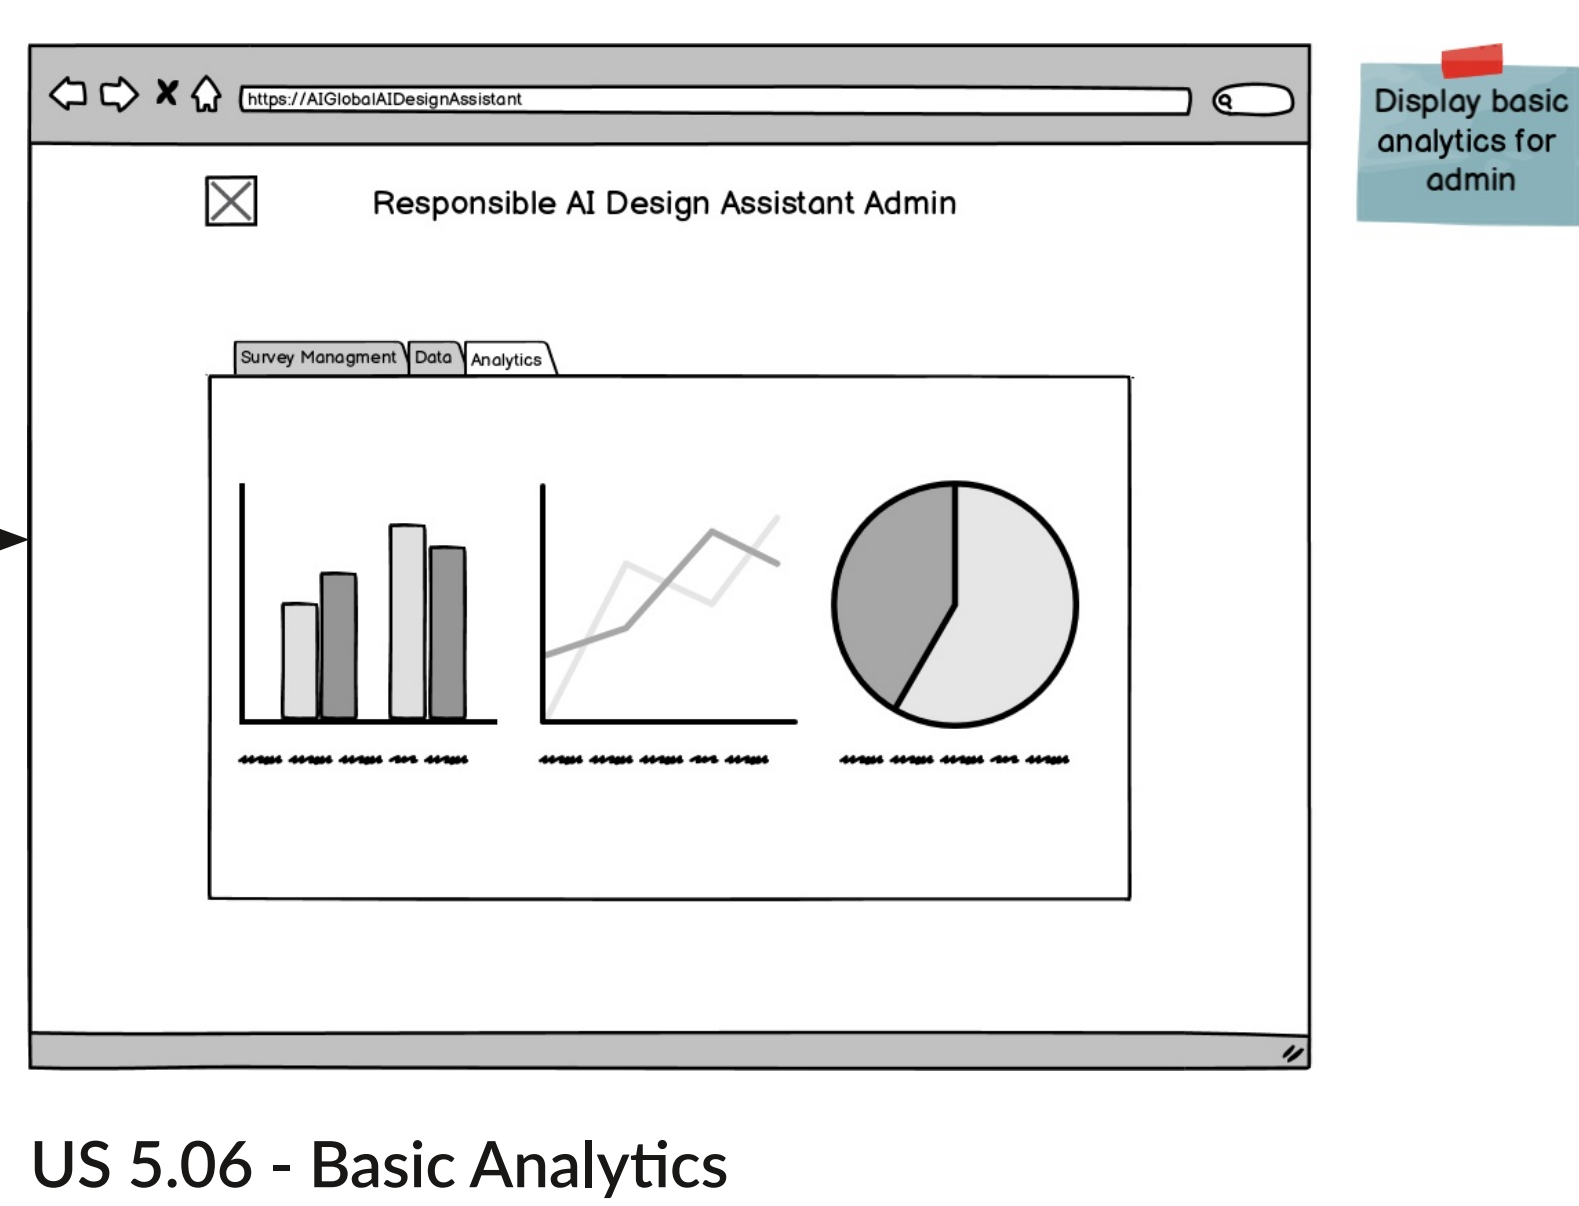 https://AIGlobalAIDesignAssistant
Display basic
analytics for
admin
Responsible AI Design Assistant Admin
Survey Managment
Data
Analytics
US 5.06 - Basic Analytics